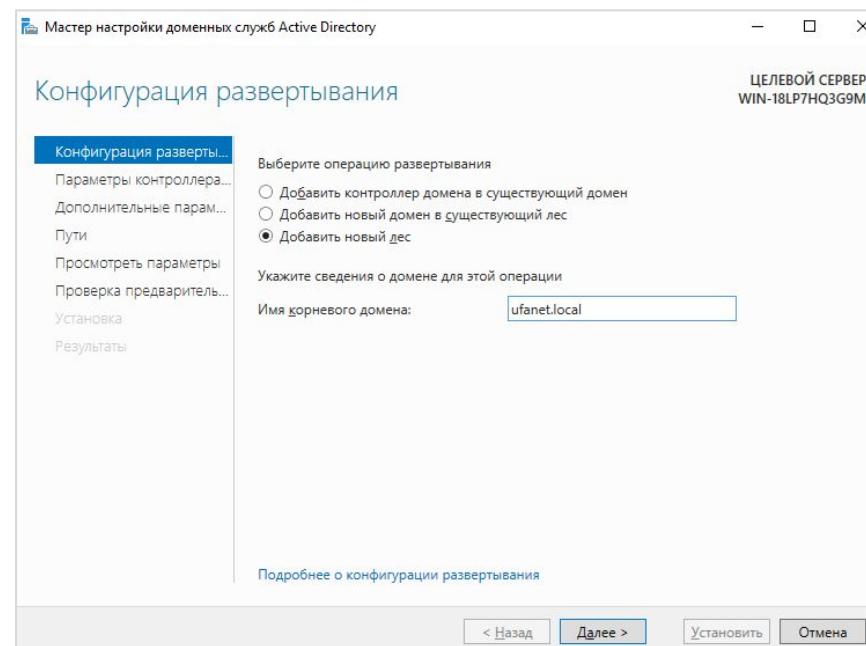 Мастер настройки доменных служб Active Directory
Конфигурация развертывания
ЦЕЛЕВОЙ СЕРВЕР
WIN-18LP7HQ3G9M
Конфигурация разверты...
Параметры контроллера...
Дополнительные парам...
Пути
Просмотреть параметры
Проверка предваритель...
Установка
Результаты
Выберите операцию развертывания
Добавить контроллер домена в существующий домен
Добавить новый домен в существующий лес
Добавить новый лес
Укажите сведения о домене для этой операции
Имя корневого домена: ufanet.local
Подробнее о конфигурации развертывания
< Назад Далее > Установить Отмена